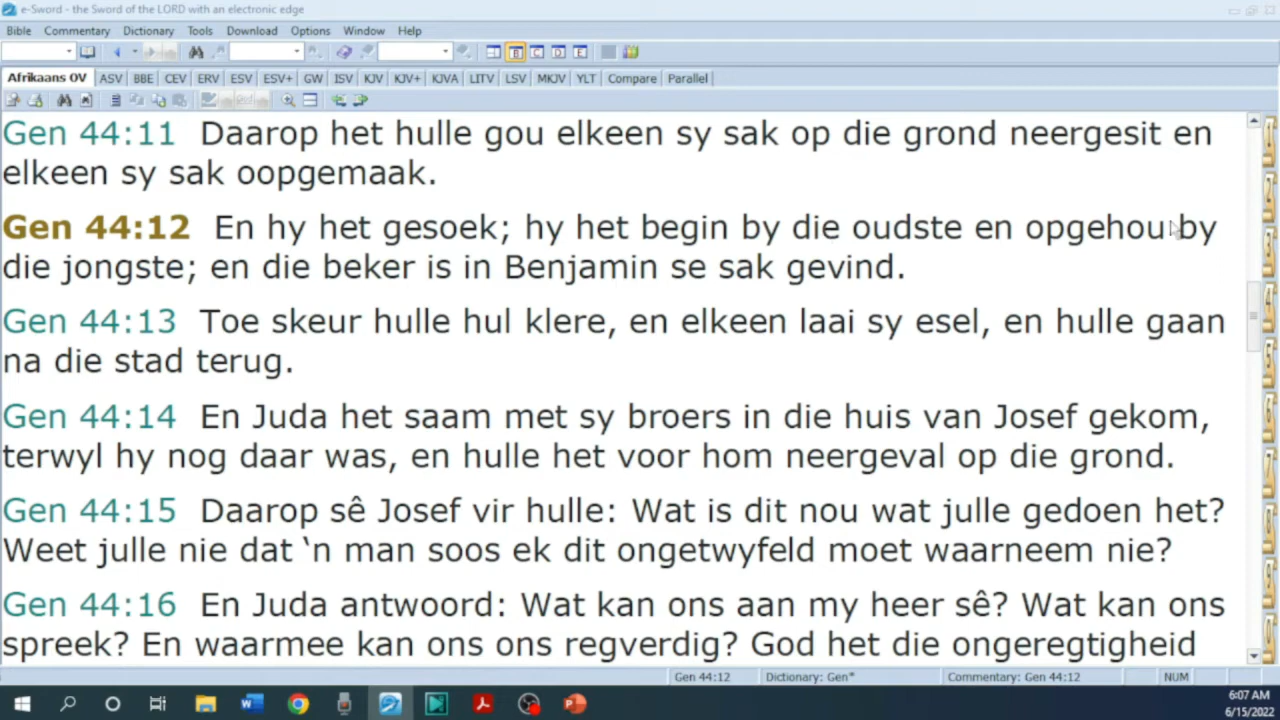 e-Sword - the Sword of the LORD with an electronic edge
Bible Commentary Dictionary Tools Download Options Window Help
Afrikaans OV ASV BBE CEV ERV ESV ESV+ GW ISV KJV KJV+ KJVA LITV LSV MKJV YLT Compare Parallel
Gen 44:11 Daarop het hulle gou elkeen sy sak op die grond neergesit en
elkeen sy sak oopgemaak.
Gen 44:12 En hy het gesoek; hy het begin by die oudste en opgehou by
die jongste; en die beker is in Benjamin se sak gevind.
Gen 44:13 Toe skeur hulle hul klere, en elkeen laai sy esel, en hulle gaan
na die stad terug.
Gen 44:14 En Juda het saam met sy broers in die huis van Josef gekom,
terwyl hy nog daar was, en hulle het voor hom neergeval op die grond.
Gen 44:15 Daarop sê Josef vir hulle: Wat is dit nou wat julle gedoen het?
Weet julle nie dat ‛n man soos ek dit ongetwyfeld moet waarneem nie?
Gen 44:16 En Juda antwoord: Wat kan ons aan my heer sê? Wat kan ons
spreek? En waarmee kan ons ons regverdig? God het die ongeregtigheid
Gen 44:12 Dictionary: Gen* Commentary: Gen 44:12 NUM
6:07 AM
6/15/2022